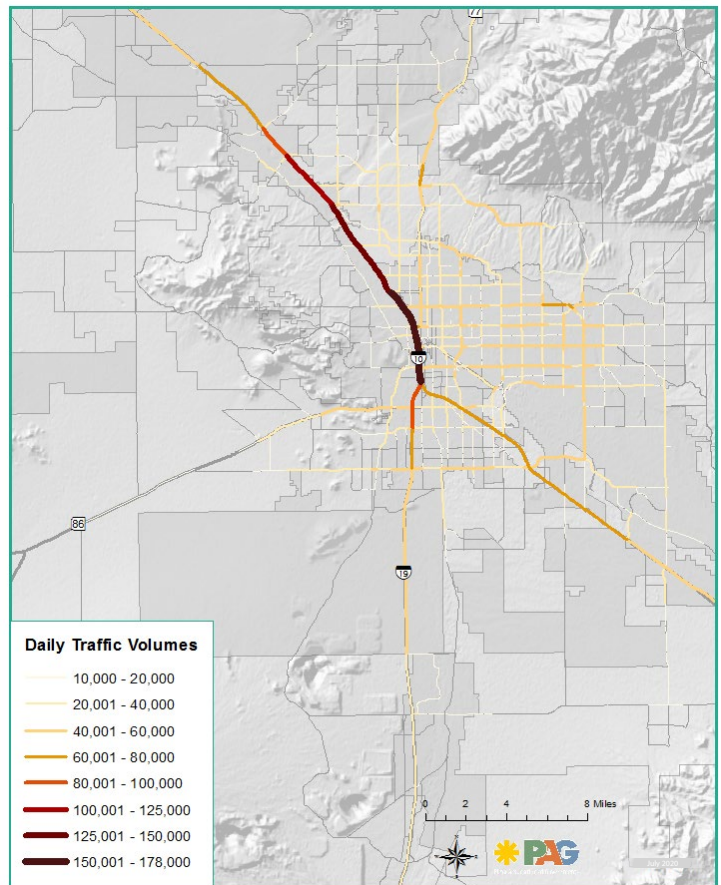 77
10
86
19
Daily Traffic Volumes
10,000 - 20,000
20,001 - 40,000
40,001 - 60,000
60,001 - 80,000
80,001 - 100,000
100,001 - 125,000
125,001 - 150,000
150,001 - 178,000
0 2 4 8 Miles
PAG
July 2020